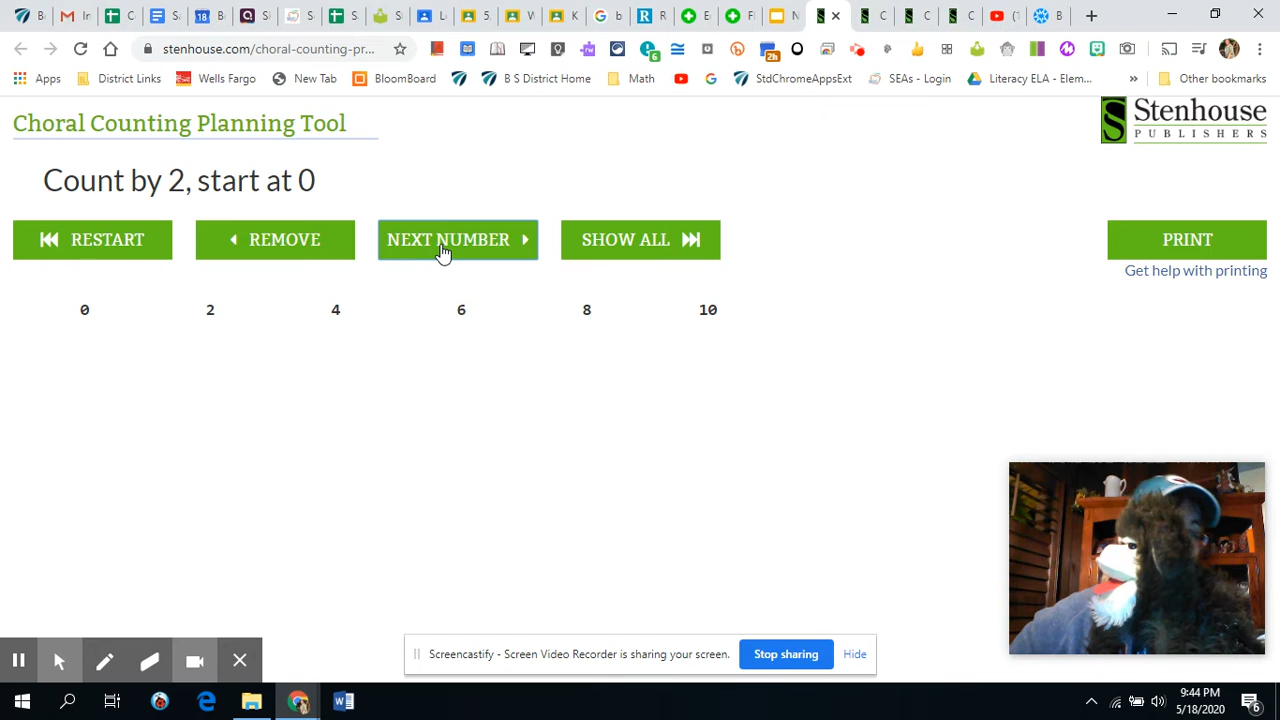 stenhouse.com/choral-counting-pr...
6
2h
Apps
District Links
Wells Fargo
New Tab
BloomBoard
B S District Home
Math
StdChromeAppsExt
SEAs - Login
Literacy ELA - Elem...
»
Other bookmarks
Choral Counting Planning Tool
Stenhouse
PUBLISHERS
Count by 2, start at 0
RESTART
REMOVE
NEXT NUMBER
SHOW ALL
PRINT
Get help with printing
0 2 4 6 8 10
Screencastify - Screen Video Recorder is sharing your screen.
Stop sharing
Hide
9:44 PM
5/18/2020
6